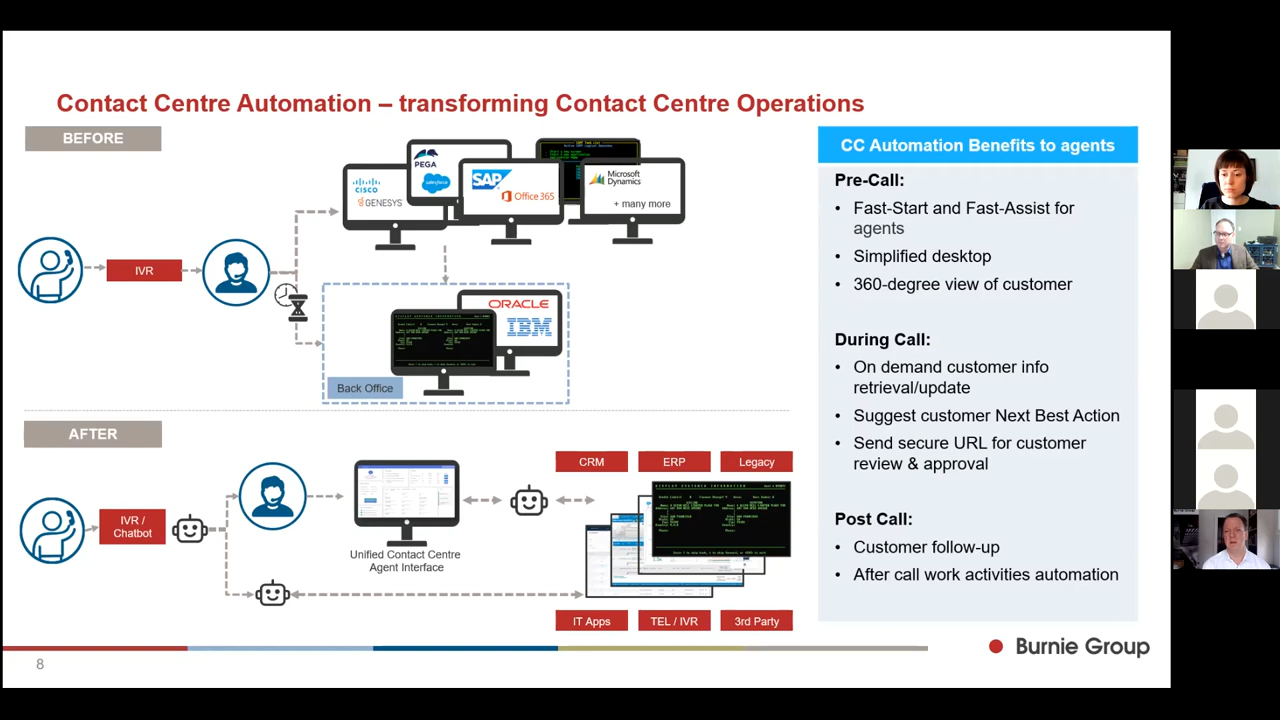 Contact Centre Automation – transforming Contact Centre Operations
BEFORE
CISCO
GENESYS
PEGA
salesforce
SAP
Office 365
Microsoft
Dynamics
+ many more
IVR
ORACLE
IBM
Back Office
AFTER
IVR /
Chatbot
Unified Contact Centre
Agent Interface
CRM
ERP
Legacy
IT Apps
TEL / IVR
3rd Party
CC Automation Benefits to agents
Pre-Call:
• Fast-Start and Fast-Assist for
agents
• Simplified desktop
• 360-degree view of customer
During Call:
• On demand customer info
retrieval/update
• Suggest customer Next Best Action
• Send secure URL for customer
review & approval
Post Call:
• Customer follow-up
• After call work activities automation
Burnie Group
8